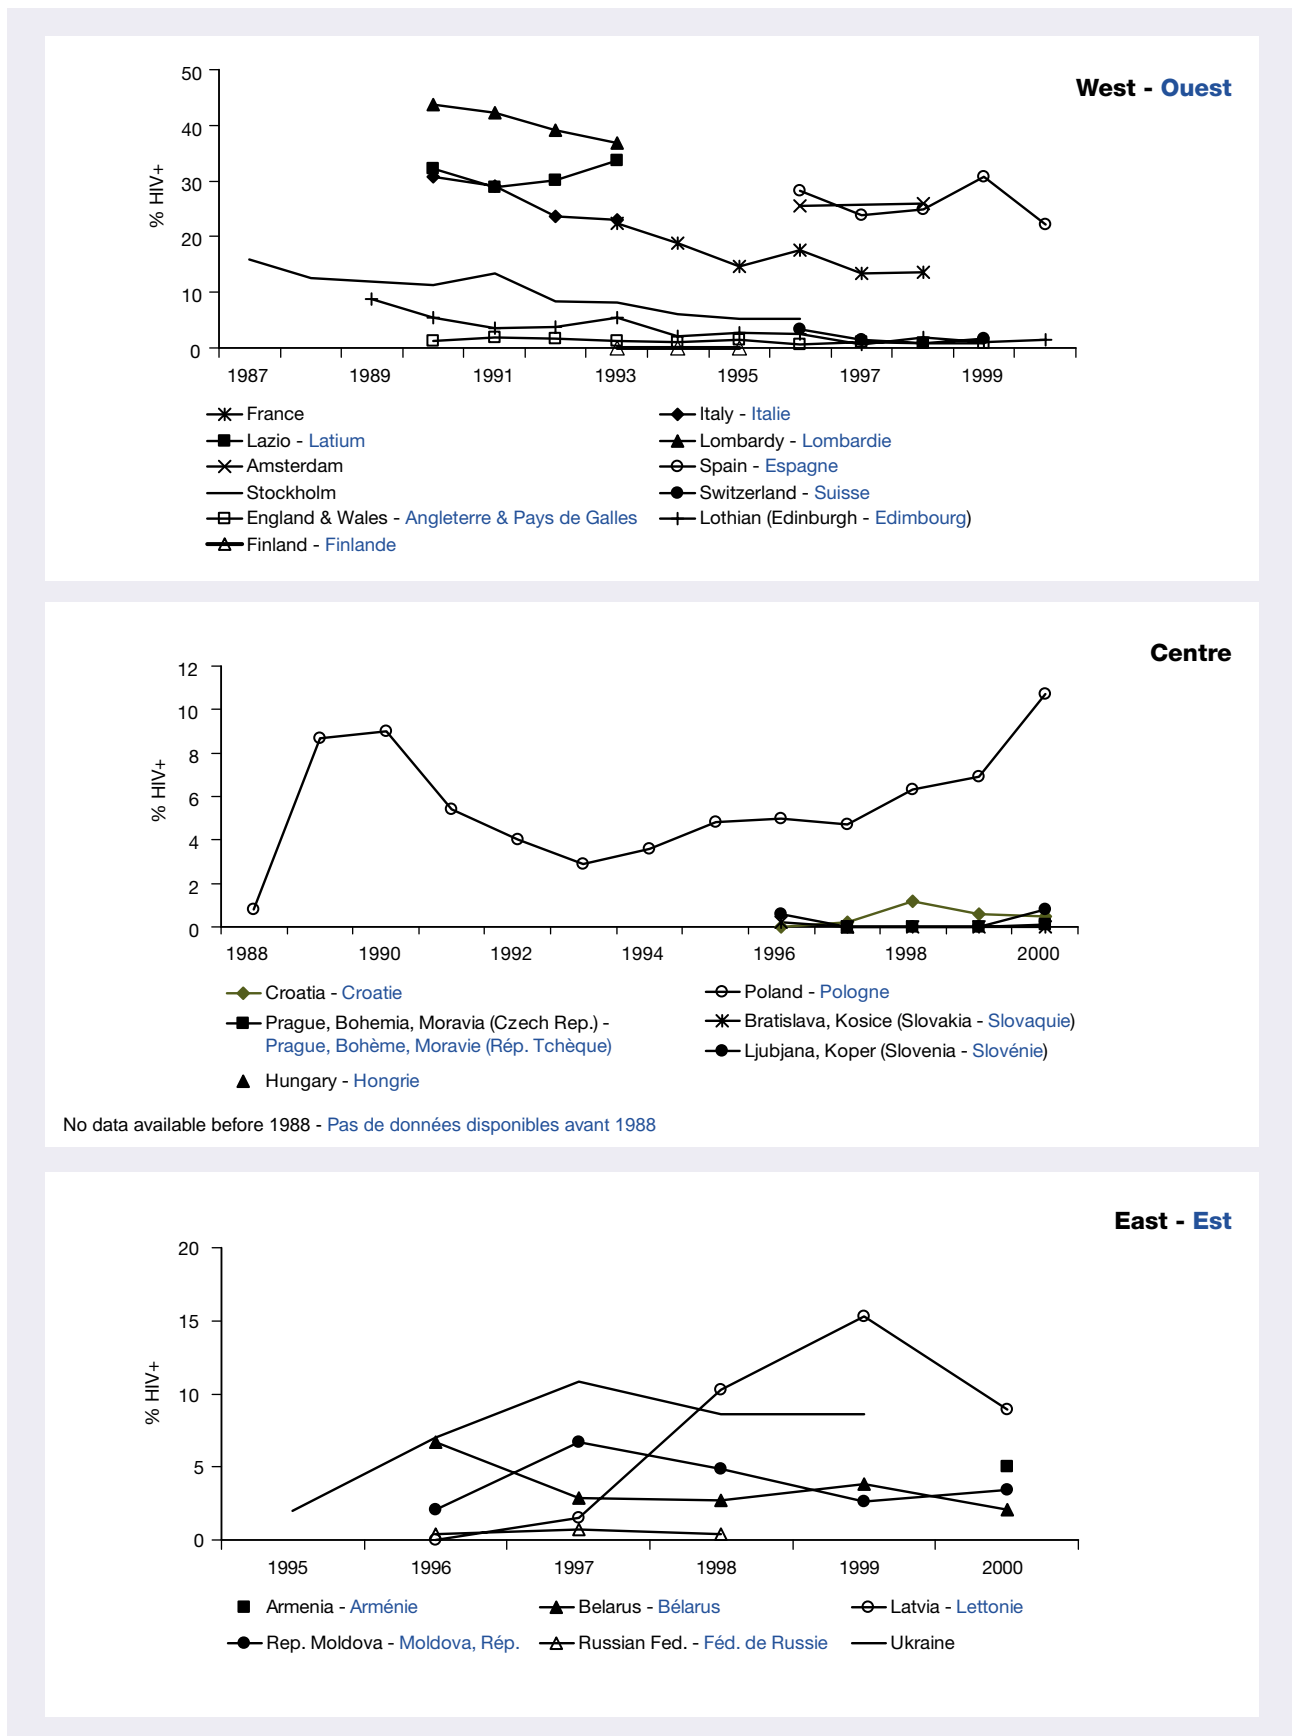 West - Ouest
50
40
30
20
10
0
% HIV+
1987 1989 1991 1993 1995 1997 1999
France
Italy - Italie
Lazio - Latium
Lombardy - Lombardie
Amsterdam
Spain - Espagne
Stockholm
Switzerland - Suisse
England & Wales - Angleterre & Pays de Galles
Lothian (Edinburgh - Edimbourg)
Finland - Finlande
Centre
12
10
8
6
4
2
0
% HIV+
1988 1990 1992 1994 1996 1998 2000
Croatia - Croatie
Poland - Pologne
Prague, Bohemia, Moravia (Czech Rep.) -
Prague, Bohème, Moravie (Rép. Tchèque)
Bratislava, Kosice (Slovakia - Slovaquie)
Ljubjana, Koper (Slovenia - Slovénie)
Hungary - Hongrie
No data available before 1988 - Pas de données disponibles avant 1988
East - Est
20
15
10
5
0
% HIV+
1995 1996 1997 1998 1999 2000
Armenia - Arménie
Belarus - Bélarus
Latvia - Lettonie
Rep. Moldova - Moldova, Rép.
Russian Fed. - Féd. de Russie
Ukraine